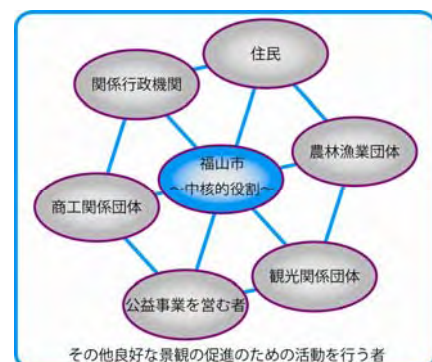 住民
関係行政機関
農林漁業団体
福山市
~中核的役割~
商工関係団体
観光関係団体
公益事業を営む者
その他良好な景観の促進のための活動を行う者